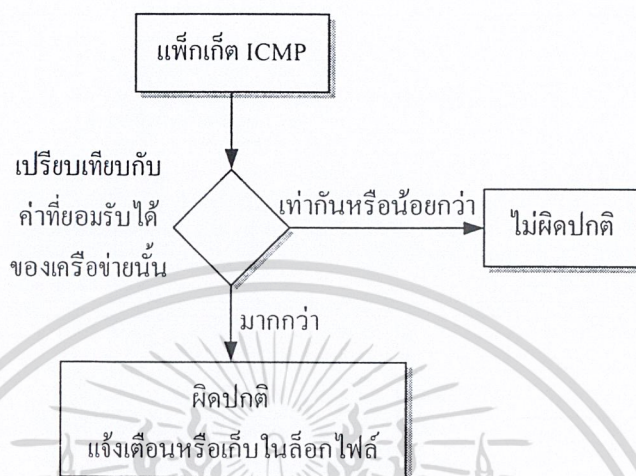 แพ็กเก็ต ICMP
เปรียบเทียบกับ
ค่าที่ยอมรับได้
ของเครือข่ายนั้น
เท่ากันหรือน้อยกว่า
ไม่ผิดปกติ
มากกว่า
ผิดปกติ
แจ้งเตือนหรือเก็บในล็อกไฟล์